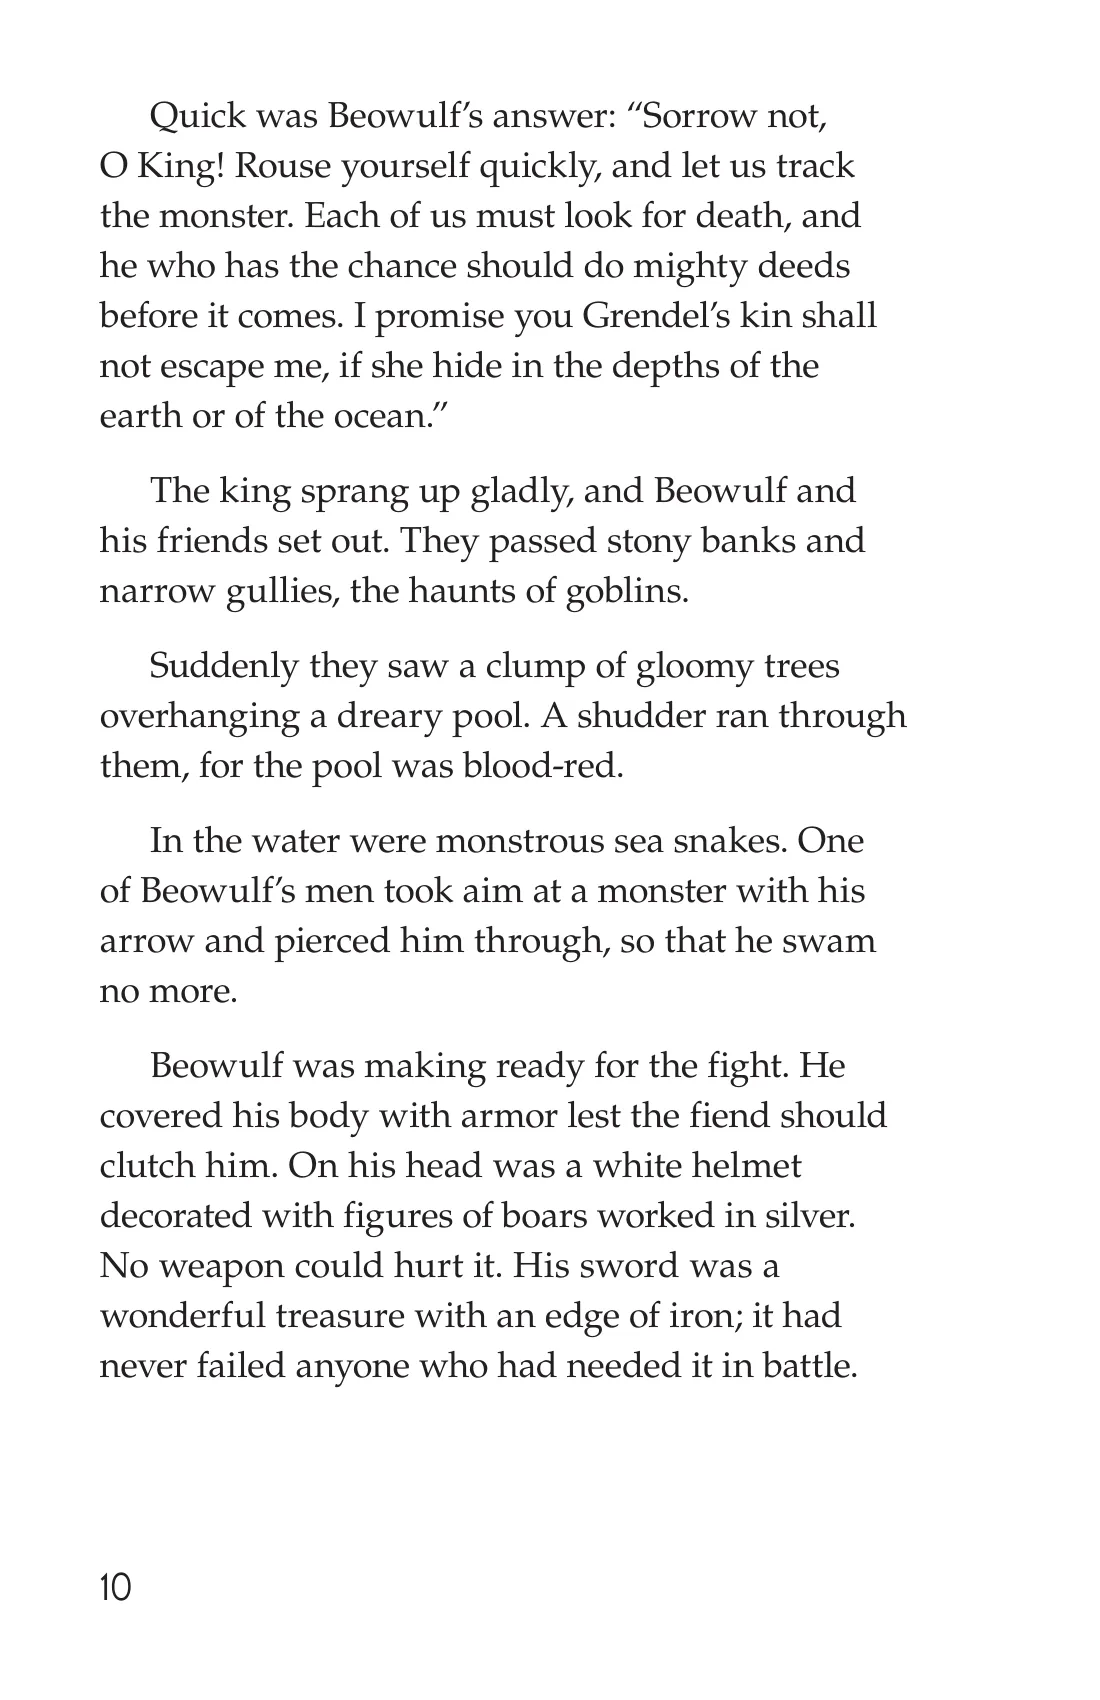 Quick was Beowulf’s answer: “Sorrow not,
O King! Rouse yourself quickly, and let us track
the monster. Each of us must look for death, and
he who has the chance should do mighty deeds
before it comes. I promise you Grendel’s kin shall
not escape me, if she hide in the depths of the
earth or of the ocean.”
The king sprang up gladly, and Beowulf and
his friends set out. They passed stony banks and
narrow gullies, the haunts of goblins.
Suddenly they saw a clump of gloomy trees
overhanging a dreary pool. A shudder ran through
them, for the pool was blood-red.
In the water were monstrous sea snakes. One
of Beowulf’s men took aim at a monster with his
arrow and pierced him through, so that he swam
no more.
Beowulf was making ready for the fight. He
covered his body with armor lest the fiend should
clutch him. On his head was a white helmet
decorated with figures of boars worked in silver.
No weapon could hurt it. His sword was a
wonderful treasure with an edge of iron; it had
never failed anyone who had needed it in battle.
10